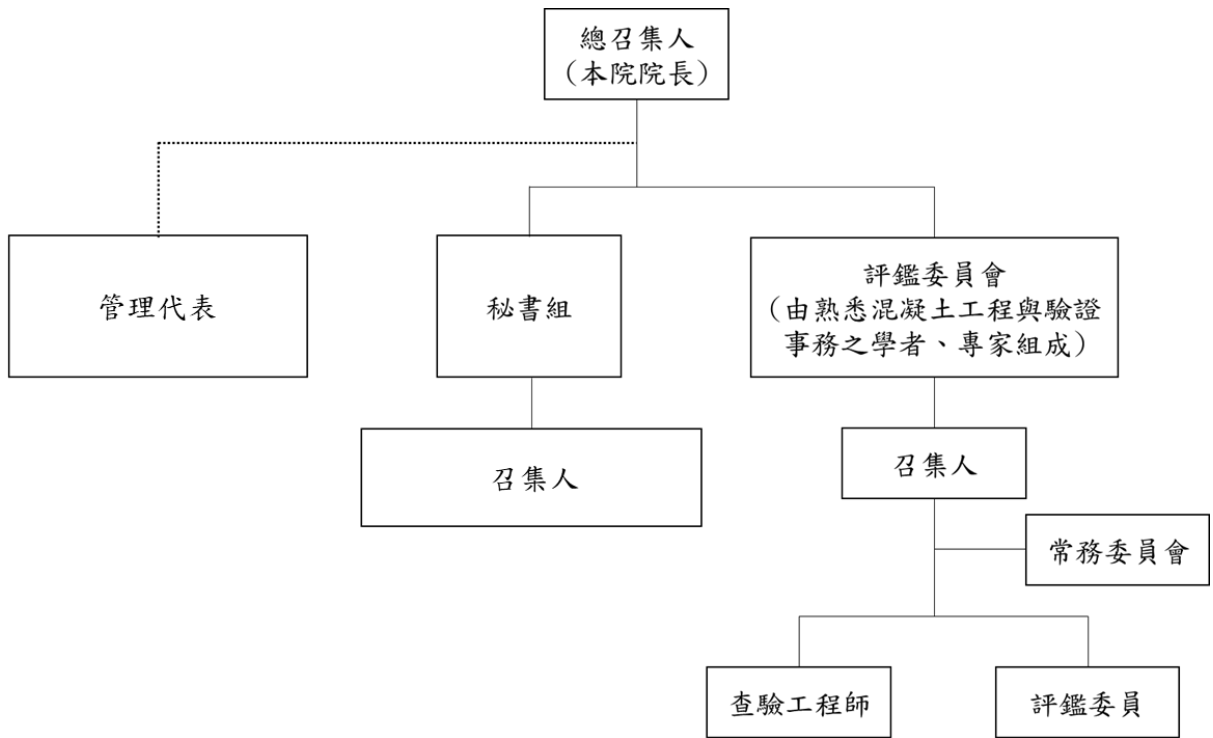 總召集人
（本院院長）
管理代表
秘書組
評鑑委員會
（由熟悉混凝土工程與驗證
事務之學者、專家組成）
召集人
召集人
常務委員會
查驗工程師
評鑑委員